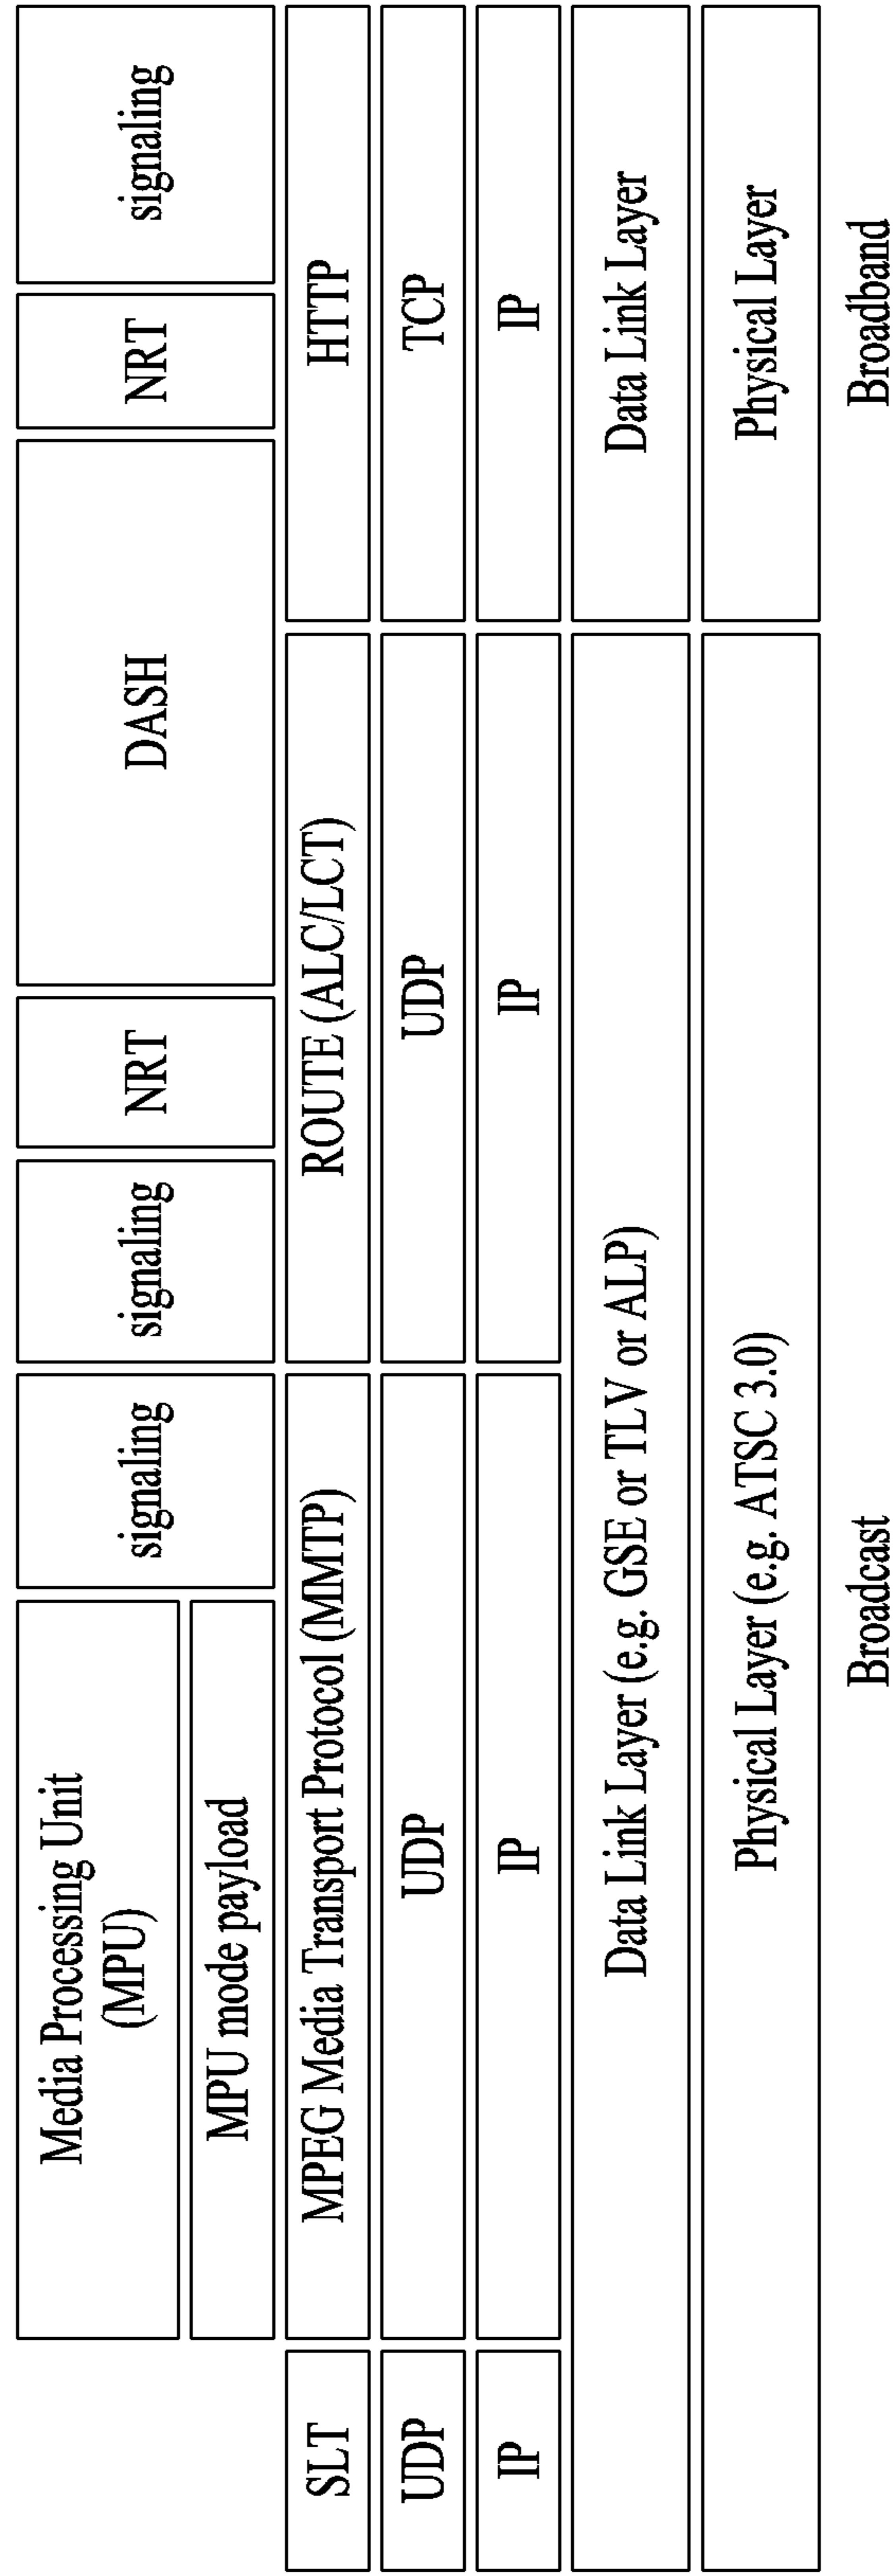 Media Processing Unit
(MPU)
signaling
signaling
NRT
DASH
NRT
signaling
MPU mode payload
SLT
MPEG Media Transport Protocol (MMTP)
ROUTE (ALC/LCT)
HTTP
UDP
UDP
UDP
TCP
IP
IP
IP
IP
Data Link Layer (e.g. GSE or TLV or ALP)
Data Link Layer
Physical Layer (e.g. ATSC 3.0)
Physical Layer
Broadcast
Broadband